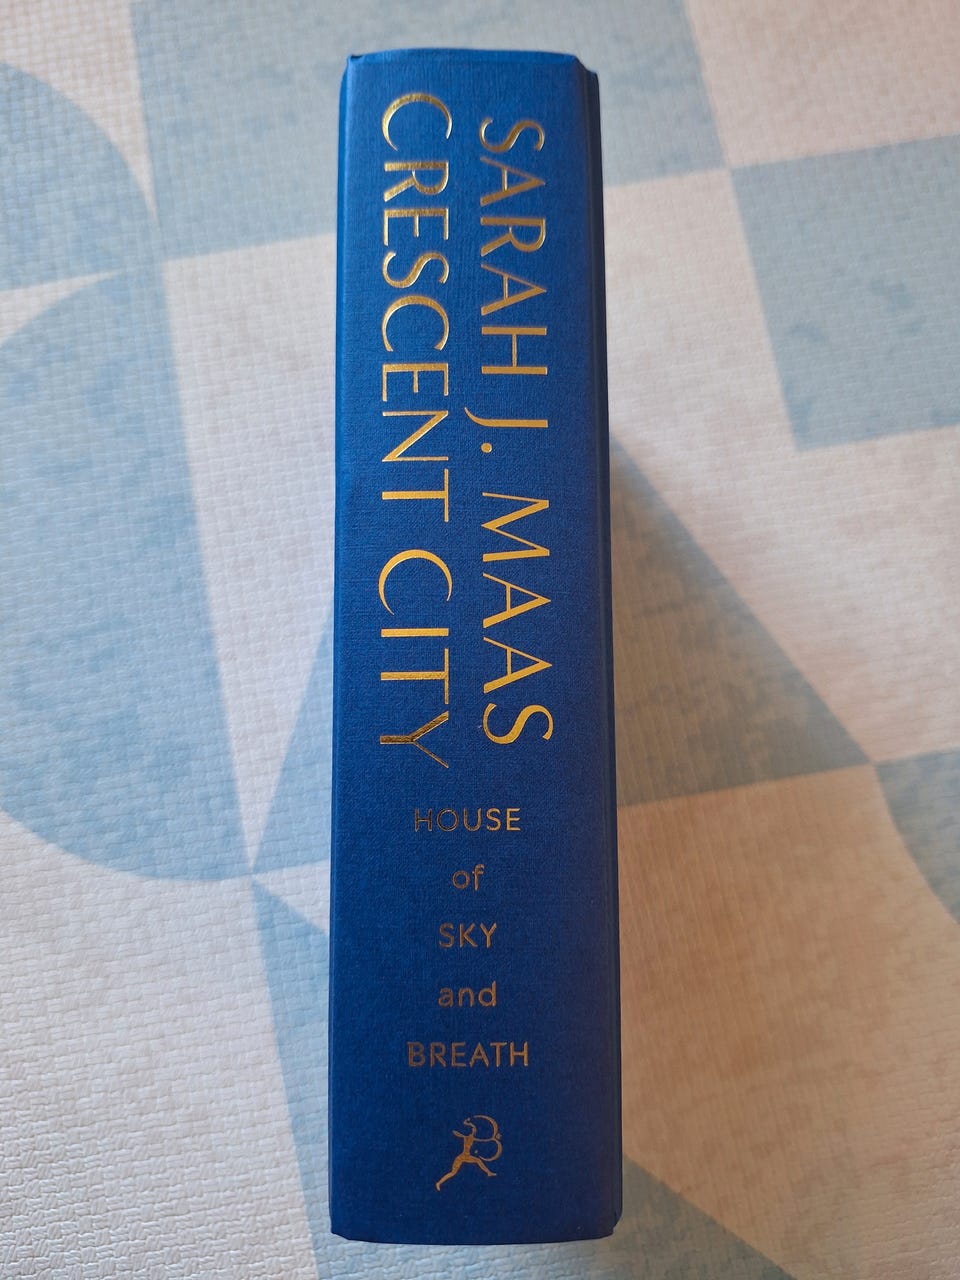 SARAH J. MAAS
CRESCENT CITY
HOUSE
of
SKY
and
BREATH